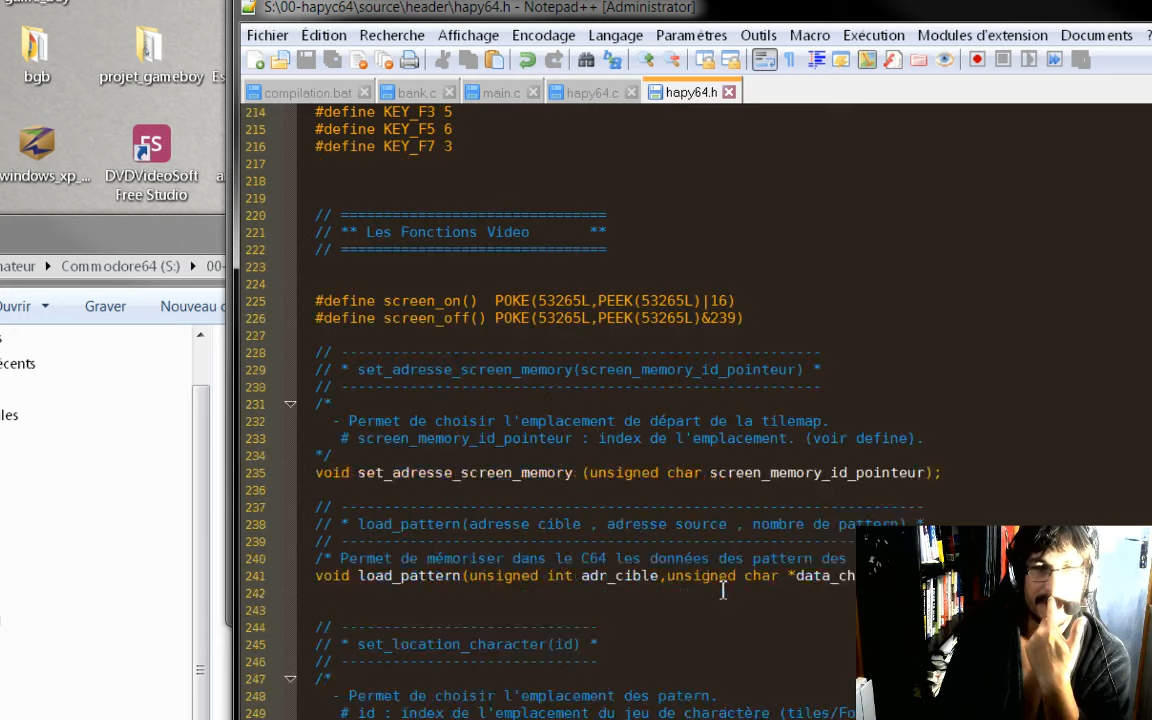 S:\00-hapyc64\source\header\hapy64.h - Notepad++ [Administrator]
Fichier Édition Recherche Affichage Encodage Langage Paramètres Outils Macro Exécution Modules d'extension Documents ?
compilation.bat bank.c main.c hapy64.c hapy64.h
bgb
projet_gameboy
windows_xp_...
DVDVideoSoft
Free Studio
FS
Commodore64 (S:)
00-
Graver
Nouveau
214 #define KEY_F3 5
215 #define KEY_F5 6
216 #define KEY_F7 3
217
218
219
220 // ===============================
221 // ** Les Fonctions Video **
222 // ===============================
223
224
225 #define screen_on() POKE(53265L,PEEK(53265L)|16)
226 #define screen_off() POKE(53265L,PEEK(53265L)&239)
227
228 // --------------------------------------------------------
229 // * set_adresse_screen_memory(screen_memory_id_pointeur) *
230 // --------------------------------------------------------
231 /*
232 - Permet de choisir l'emplacement de départ de la tilemap.
233 # screen_memory_id_pointeur : index de l'emplacement. (voir define).
234 */
235 void set_adresse_screen_memory (unsigned char screen_memory_id_pointeur);
236
237 // --------------------------------------------------------------------
238 // * load_pattern(adresse cible , adresse source , nombre de pattern) *
239 // --------------------------------------------------------------
240 /* Permet de mémoriser dans le C64 les données des pattern des
241 void load_pattern(unsigned int adr_cible,unsigned char *data_ch
242
243
244 // ------------------------------
245 // * set_location_character(id) *
246 // ------------------------------
247 /*
248 - Permet de choisir l'emplacement des patern.
249 # id : index de l'emplacement du jeu de charactère (tiles/Fo